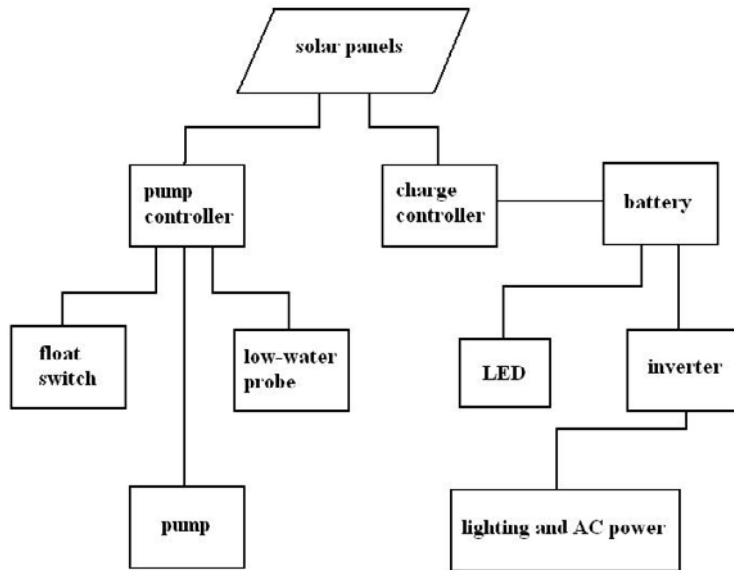 solar panels
pump
controller
charge
controller
battery
float
switch
low-water
probe
LED
inverter
pump
lighting and AC power